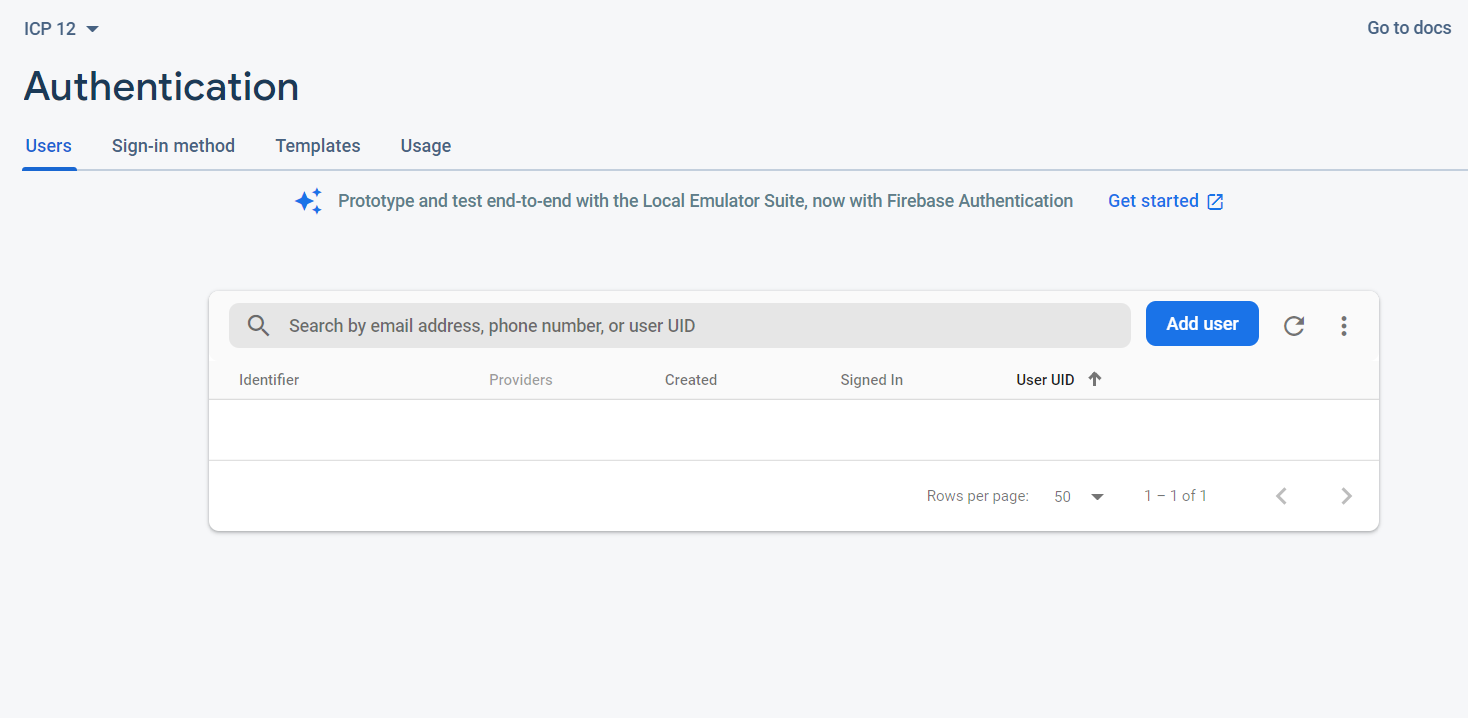 ICP 12
Go to docs
Authentication
Users Sign-in method Templates Usage
Prototype and test end-to-end with the Local Emulator Suite, now with Firebase Authentication Get started
Search by email address, phone number, or user UID Add user
Identifier Providers Created Signed In User UID
Rows per page: 50 1 – 1 of 1